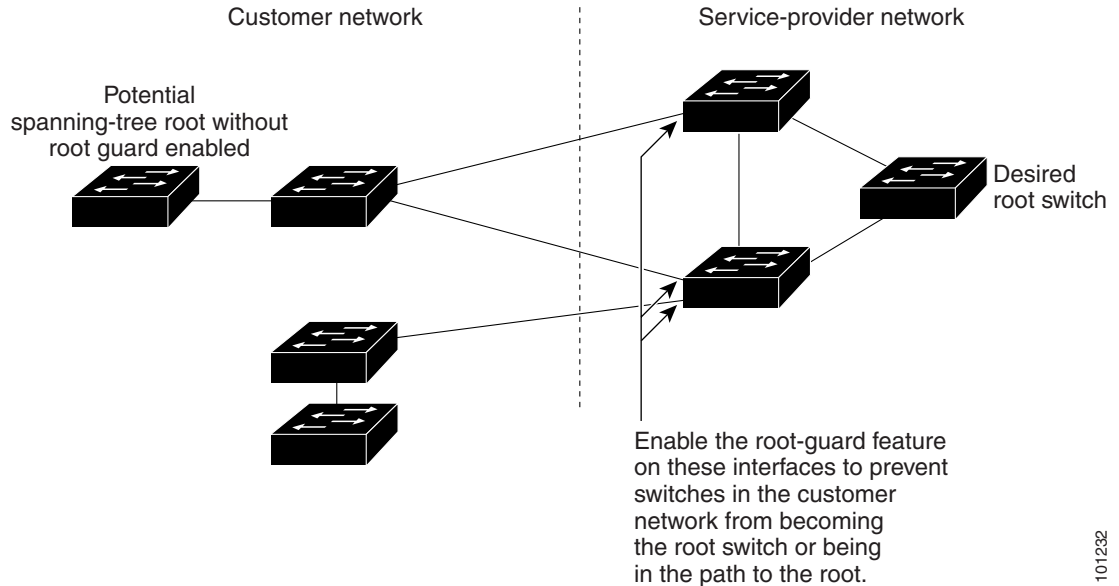 Customer network
Service-provider network
Potential
spanning-tree root without
root guard enabled
Desired
root switch
Enable the root-guard feature
on these interfaces to prevent
switches in the customer
network from becoming
the root switch or being
in the path to the root.
101232